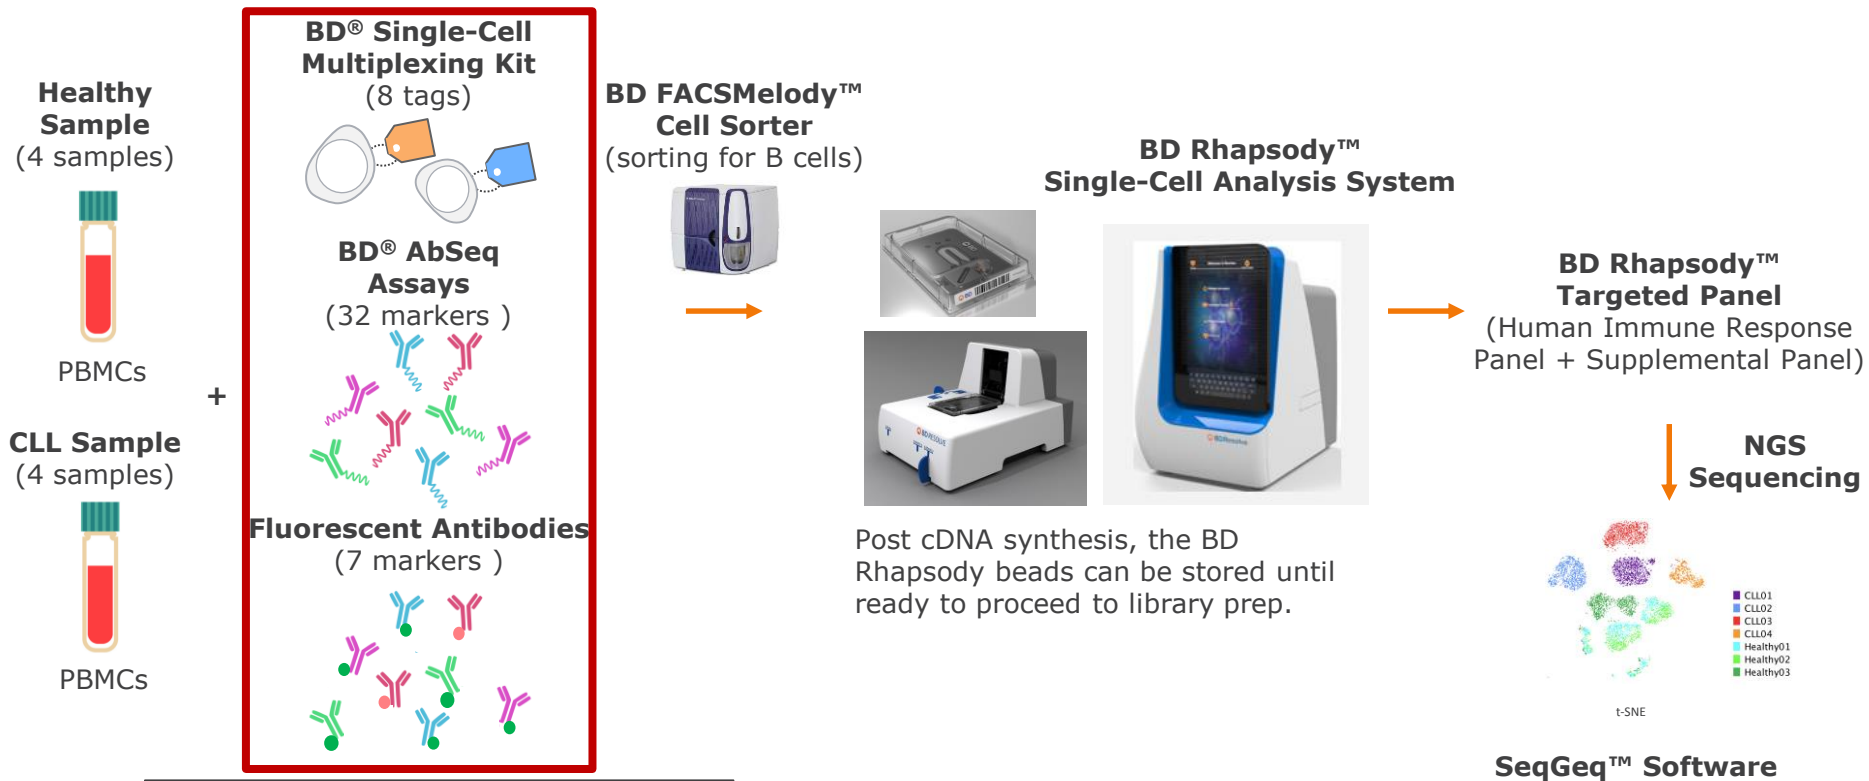 Healthy
Sample
(4 samples)
PBMCs
+
CLL Sample
(4 samples)
PBMCs
BD® Single-Cell
Multiplexing Kit
(8 tags)
BD® AbSeq
Assays
(32 markers )
Fluorescent Antibodies
(7 markers )
BD FACSMelody™
Cell Sorter
(sorting for B cells)
BD Rhapsody™
Single-Cell Analysis System
Post cDNA synthesis, the BD
Rhapsody beads can be stored until
ready to proceed to library prep.
BD Rhapsody™
Targeted Panel
(Human Immune Response
Panel + Supplemental Panel)
NGS
Sequencing
CLL01
CLL02
CLL03
CLL04
Healthy01
Healthy02
Healthy03
t-SNE
SeqGeq™ Software